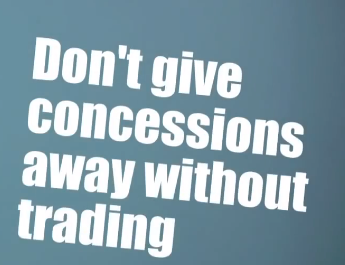 Don't give
concessions
away without
trading